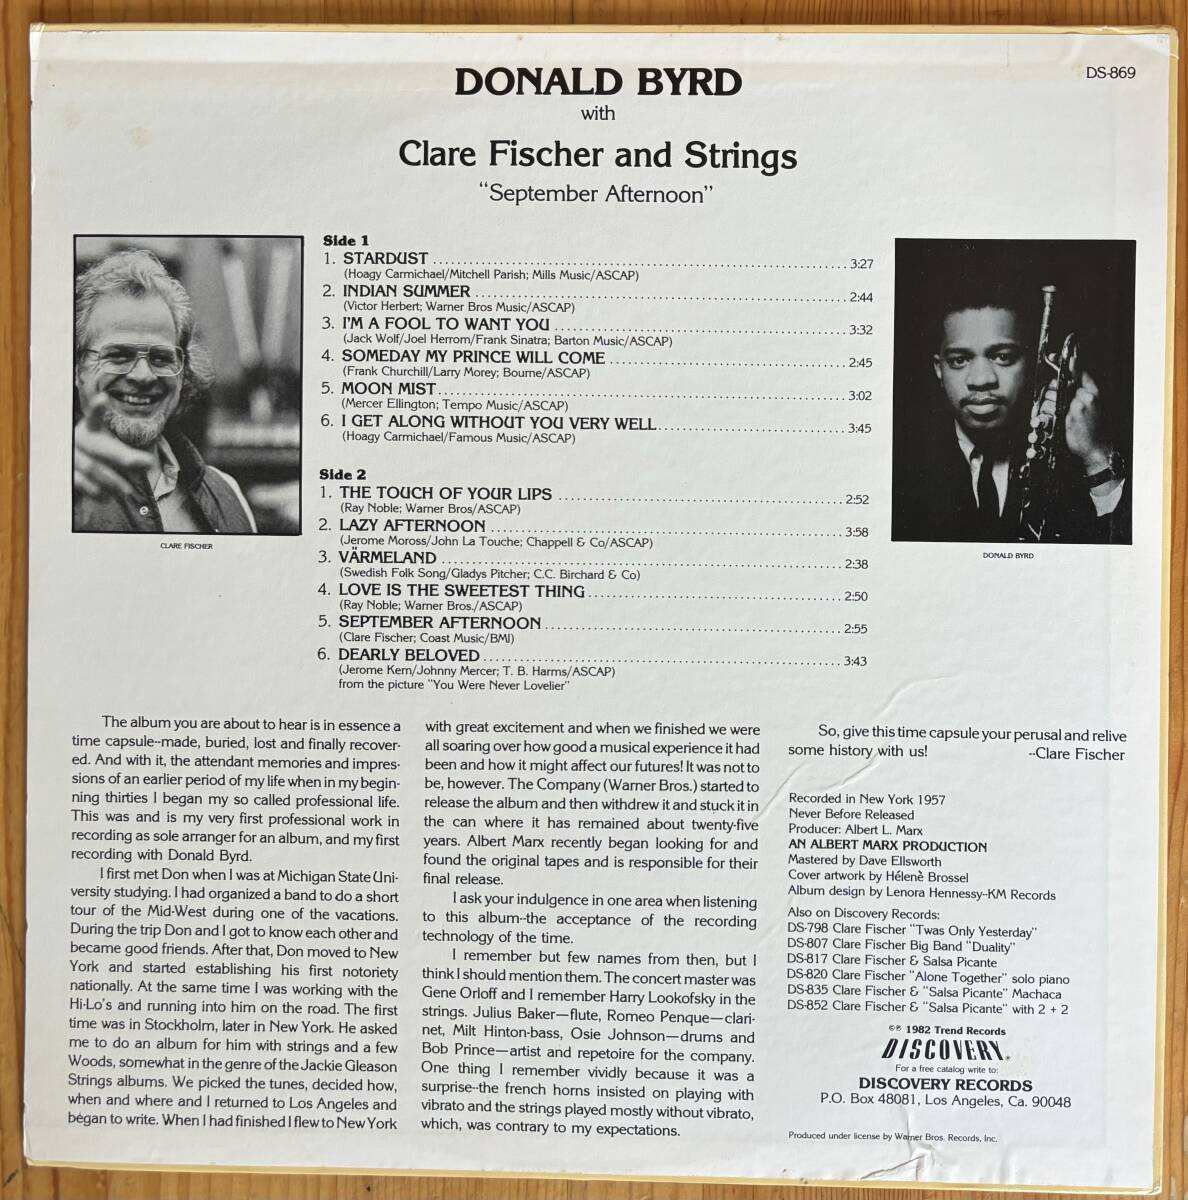 DS-869
DONALD BYRD
with
Clare Fischer and Strings
"September Afternoon"
CLARE FISCHER
Side 1
1. STARDUST ........ 3:27
(Hoagy Carmichael/Mitchell Parish; Mills Music/ASCAP)
2. INDIAN SUMMER ........ 2:44
(Victor Herbert; Warner Bros Music/ASCAP)
3. I'M A FOOL TO WANT YOU ........ 3:32
(Jack Wolf/Joel Herrom/Frank Sinatra; Barton Music/ASCAP)
4. SOMEDAY MY PRINCE WILL COME ........ 2:45
(Frank Churchill/Larry Morey; Bourne/ASCAP)
5. MOON MIST ........ 3:02
(Mercer Ellington; Tempo Music/ASCAP)
6. I GET ALONG WITHOUT YOU VERY WELL ........ 3:45
(Hoagy Carmichael/Famous Music/ASCAP)
Side 2
1. THE TOUCH OF YOUR LIPS ........ 2:52
(Ray Noble; Warner Bros/ASCAP)
2. LAZY AFTERNOON ........ 3:58
(Jerome Moross/John La Touche; Chappell & Co/ASCAP)
3. VÄRMELAND ........ 2:38
(Swedish Folk Song/Gladys Pitcher; C.C. Birchard & Co)
4. LOVE IS THE SWEETEST THING ........ 2:50
(Ray Noble; Warner Bros./ASCAP)
5. SEPTEMBER AFTERNOON ........ 2:55
(Clare Fischer; Coast Music/BMI)
6. DEARLY BELOVED ........ 3:43
(Jerome Kern/Johnny Mercer; T. B. Harms/ASCAP)
from the picture "You Were Never Lovelier"
DONALD BYRD
The album you are about to hear is in essence a
time capsule--made, buried, lost and finally recover-
ed. And with it, the attendant memories and impres-
sions of an earlier period of my life when in my begin-
ning thirties I began my so called professional life.
This was and is my very first professional work in
recording as sole arranger for an album, and my first
recording with Donald Byrd.
I first met Don when I was at Michigan State Uni-
versity studying. I had organized a band to do a short
tour of the Mid-West during one of the vacations.
During the trip Don and I got to know each other and
became good friends. After that, Don moved to New
York and started establishing his first notoriety
nationally. At the same time I was working with the
Hi-Lo's and running into him on the road. The first
time was in Stockholm, later in New York. He asked
me to do an album for him with strings and a few
Woods, somewhat in the genre of the Jackie Gleason
Strings albums. We picked the tunes, decided how,
when and where and I returned to Los Angeles and
began to write. When I had finished I flew to New York
with great excitement and when we finished we were
all soaring over how good a musical experience it had
been and how it might affect our futures! It was not to
be, however. The Company (Warner Bros.) started to
release the album and then withdrew it and stuck it in
the can where it has remained about twenty-five
years. Albert Marx recently began looking for and
found the original tapes and is responsible for their
final release.
I ask your indulgence in one area when listening
to this album--the acceptance of the recording
technology of the time.
I remember but few names from then, but I
think I should mention them. The concert master was
Gene Orloff and I remember Harry Lookofsky in the
strings. Julius Baker—flute, Romeo Penque—clari-
net, Milt Hinton-bass, Osie Johnson—drums and
Bob Prince—artist and repetoire for the company.
One thing I remember vividly because it was a
surprise--the french horns insisted on playing with
vibrato and the strings played mostly without vibrato,
which, was contrary to my expectations.
So, give this time capsule your perusal and relive
some history with us! --Clare Fischer
Recorded in New York 1957
Never Before Released
Producer: Albert L. Marx
AN ALBERT MARX PRODUCTION
Mastered by Dave Ellsworth
Cover artwork by Hélenè Brossel
Album design by Lenora Hennessy--KM Records
Also on Discovery Records:
DS-798 Clare Fischer "Twas Only Yesterday"
DS-807 Clare Fischer Big Band "Duality"
DS-817 Clare Fischer & Salsa Picante
DS-820 Clare Fischer "Alone Together" solo piano
DS-835 Clare Fischer & "Salsa Picante" Machaca
DS-852 Clare Fischer & "Salsa Picante" with 2 + 2
©℗ 1982 Trend Records
DISCOVERY®
For a free catalog write to:
DISCOVERY RECORDS
P.O. Box 48081, Los Angeles, Ca. 90048
Produced under license by Warner Bros. Records, Inc.